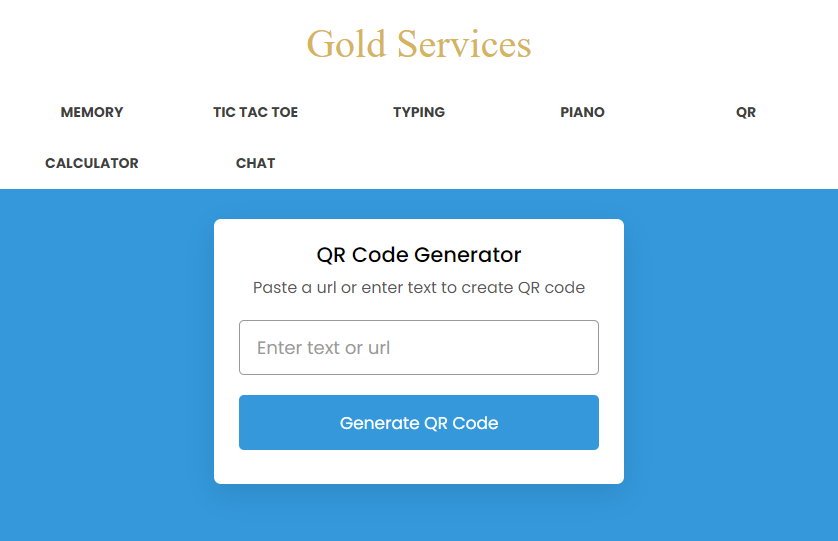 Gold Services
MEMORY TIC TAC TOE TYPING PIANO QR
CALCULATOR CHAT
QR Code Generator
Paste a url or enter text to create QR code
Enter text or url
Generate QR Code